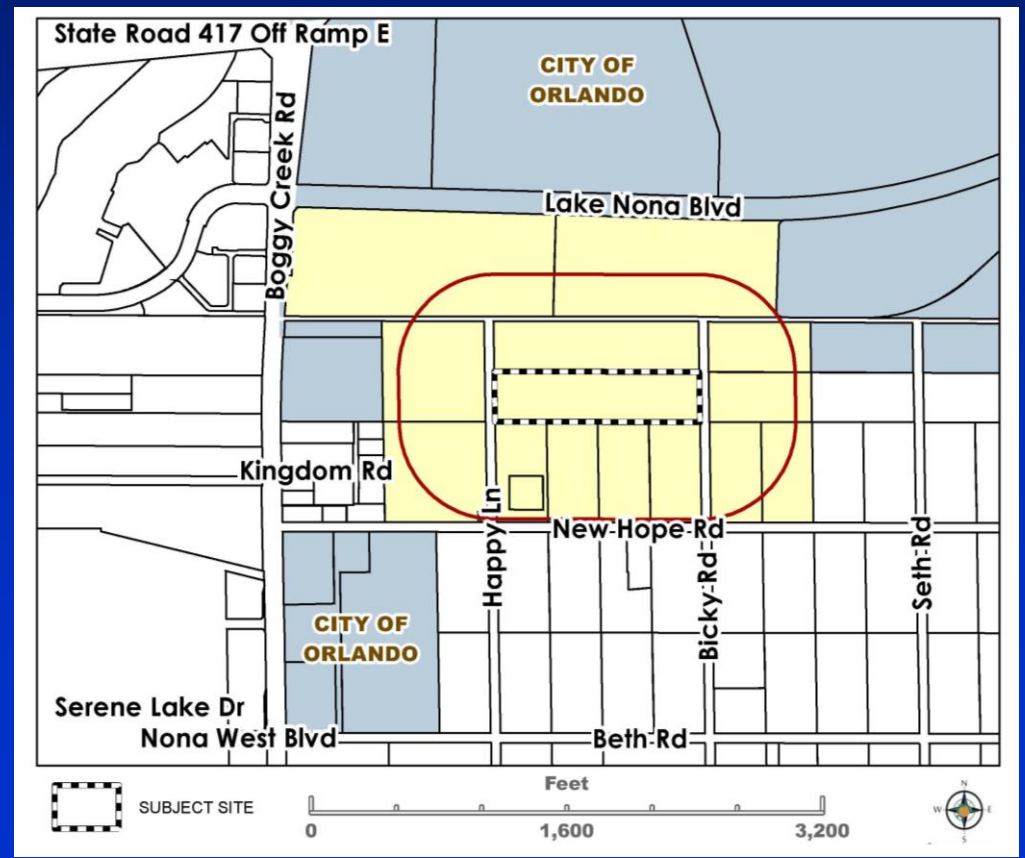 State Road 417 Off Ramp E
CITY OF
ORLANDO
Boggy Creek Rd
Lake Nona Blvd
Kingdom Rd
Happy Ln
New Hope Rd
Bicky Rd
Seth Rd
CITY OF
ORLANDO
Serene Lake Dr
Nona West Blvd
Beth Rd
SUBJECT SITE
Feet
0 1,600 3,200
N
W E
S